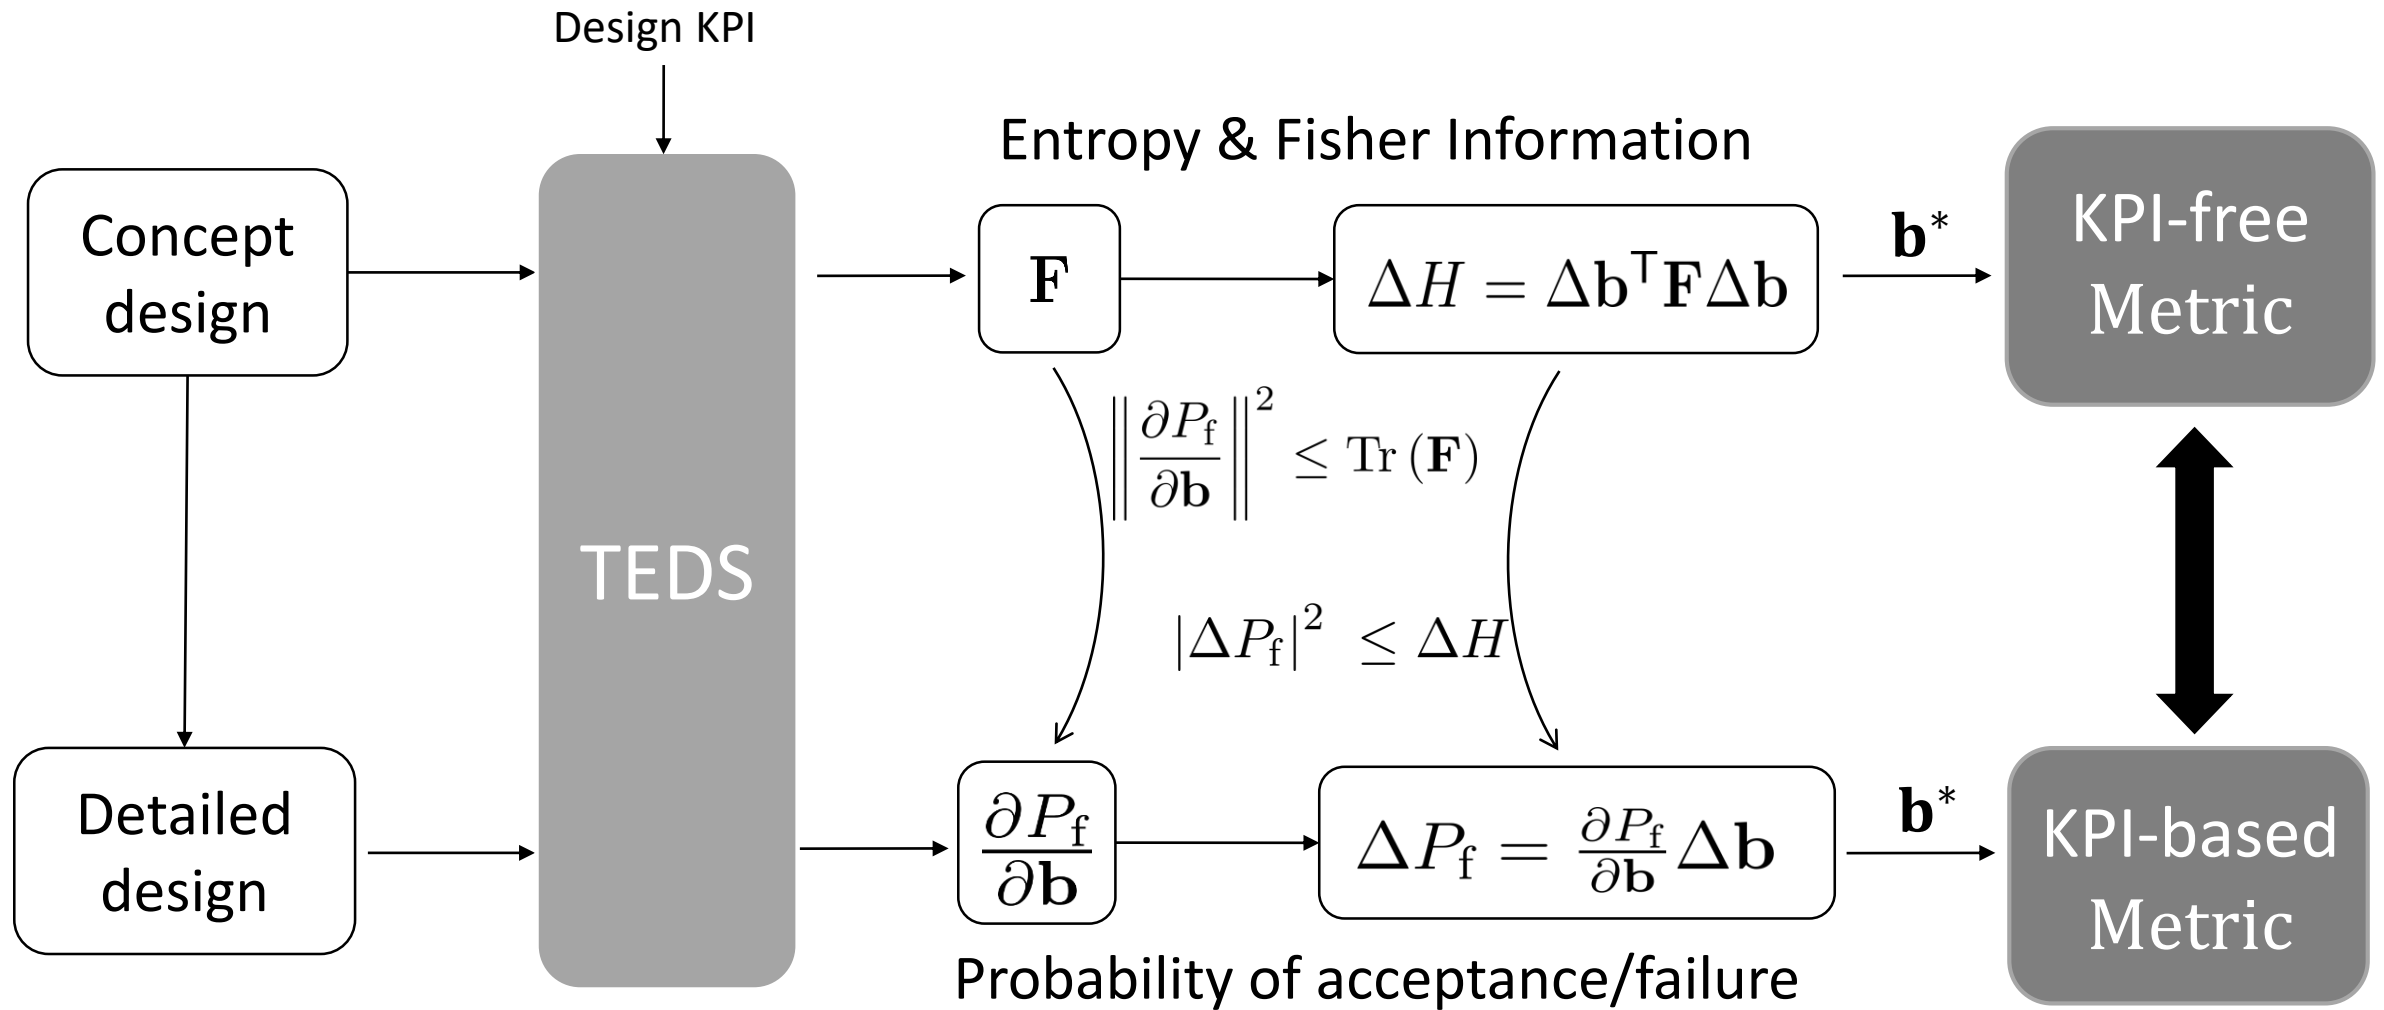 Design KPI
Entropy & Fisher Information
Concept
design
TEDS
F
ΔH = Δb⊤FΔb
b*
KPI-free
Metric
‖∂P_f/∂b‖² ≤ Tr (F)
|ΔP_f|² ≤ ΔH
Detailed
design
∂P_f/∂b
ΔP_f = ∂P_f/∂b Δb
b*
KPI-based
Metric
Probability of acceptance/failure